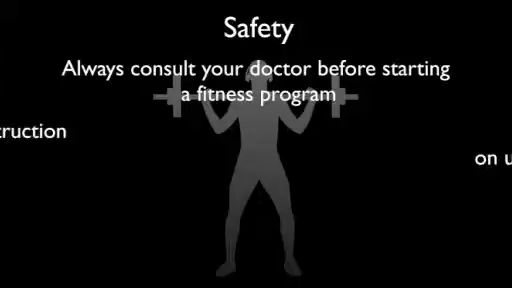 Safety
Always consult your doctor before starting
a fitness program
truction
on u